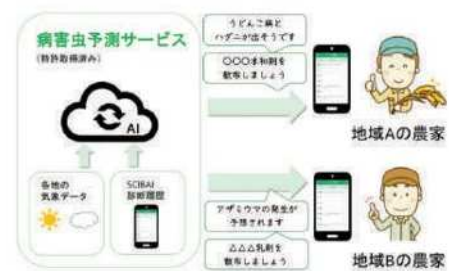 病害虫予測サービス
(特許取得済み)
AI
各地の
気象データ
SCIBAI
診断履歴
うどんこ病と
ハダニが出そうです
〇〇〇水和剤を
散布しましょう
地域Aの農家
アザミウマの発生が
予想されます
△△△乳剤を
散布しましょう
地域Bの農家